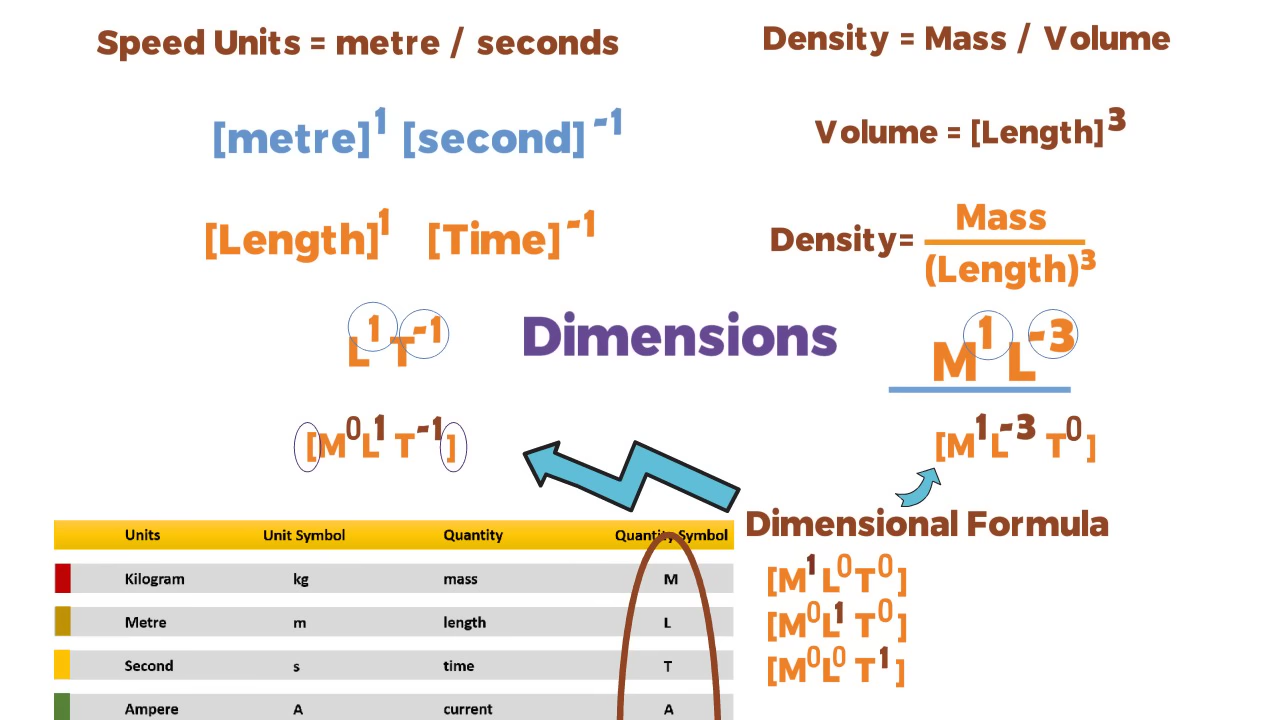 Speed Units = metre / seconds
[metre]¹ [second]⁻¹
[Length]¹ [Time]⁻¹
L¹ T⁻¹
[M⁰ L¹ T⁻¹]
Density = Mass / Volume
Volume = [Length]³
Density= Mass
(Length)³
Dimensions
M¹ L⁻³
[M¹ L⁻³ T⁰]
Dimensional Formula
[M¹ L⁰ T⁰]
[M⁰ L¹ T⁰]
[M⁰ L⁰ T¹]
Units Unit Symbol Quantity Quantity Symbol
Kilogram kg mass M
Metre m length L
Second s time T
Ampere A current A